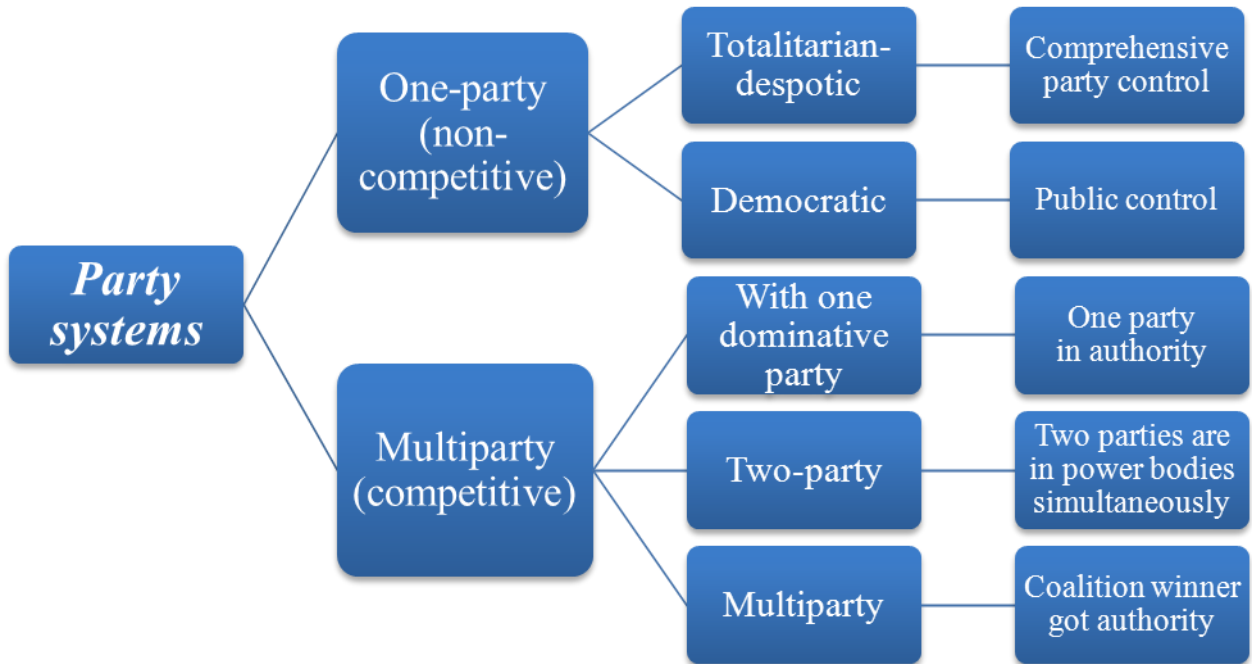 Party
systems
One-party
(non-
competitive)
Totalitarian-
despotic
Comprehensive
party control
Democratic
Public control
Multiparty
(competitive)
With one
dominative
party
One party
in authority
Two-party
Two parties are
in power bodies
simultaneously
Multiparty
Coalition winner
got authority